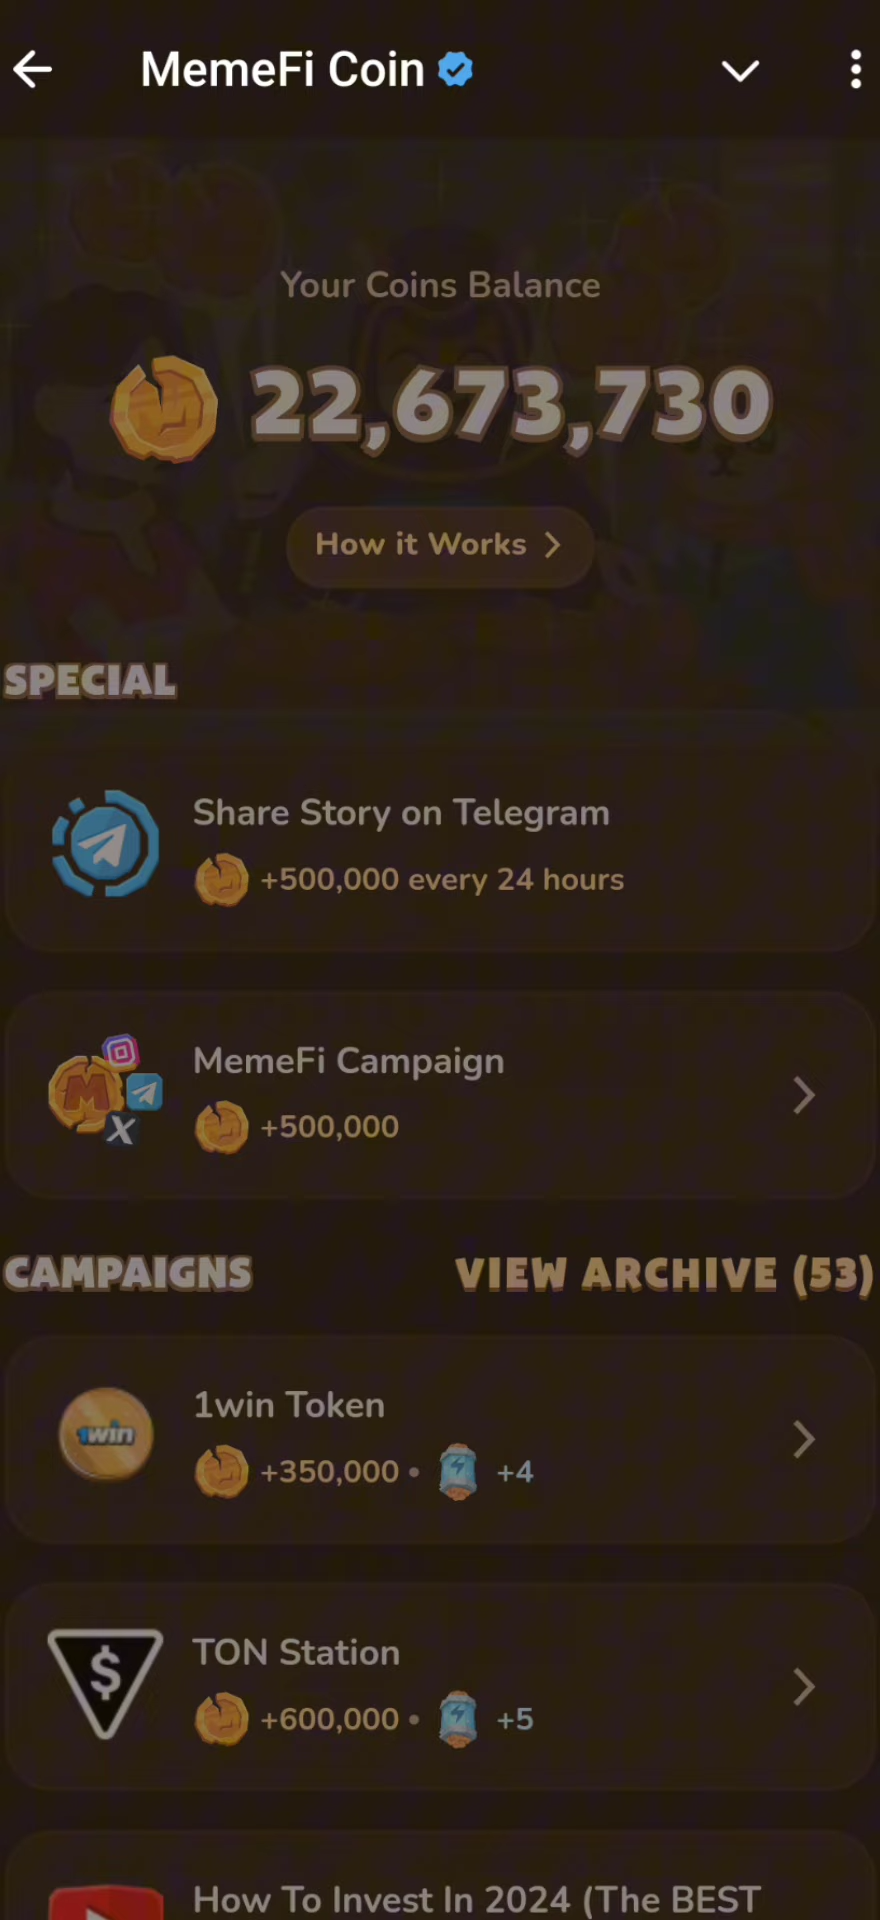 MemeFi Coin
Your Coins Balance
22,673,730
How it Works
SPECIAL
Share Story on Telegram
+500,000 every 24 hours
MemeFi Campaign
+500,000
CAMPAIGNS
VIEW ARCHIVE (53)
1win
1win Token
+350,000 • +4
$
TON Station
+600,000 • +5
How To Invest In 2024 (The BEST